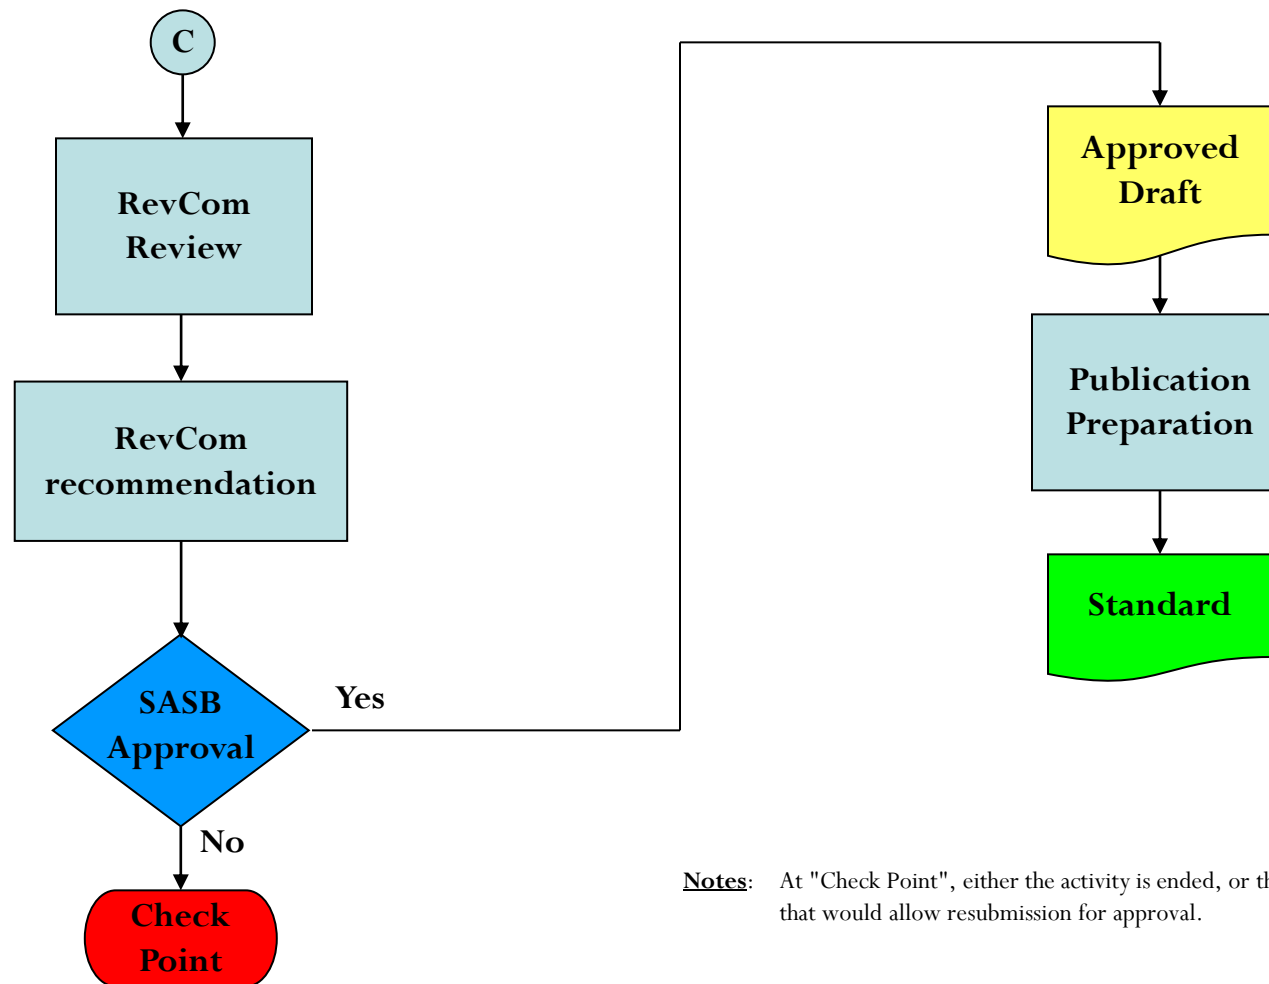 C
RevCom
Review
RevCom
recommendation
SASB
Approval
Yes
No
Check
Point
Approved
Draft
Publication
Preparation
Standard
Notes: At "Check Point", either the activity is ended, or
that would allow resubmission for approval.